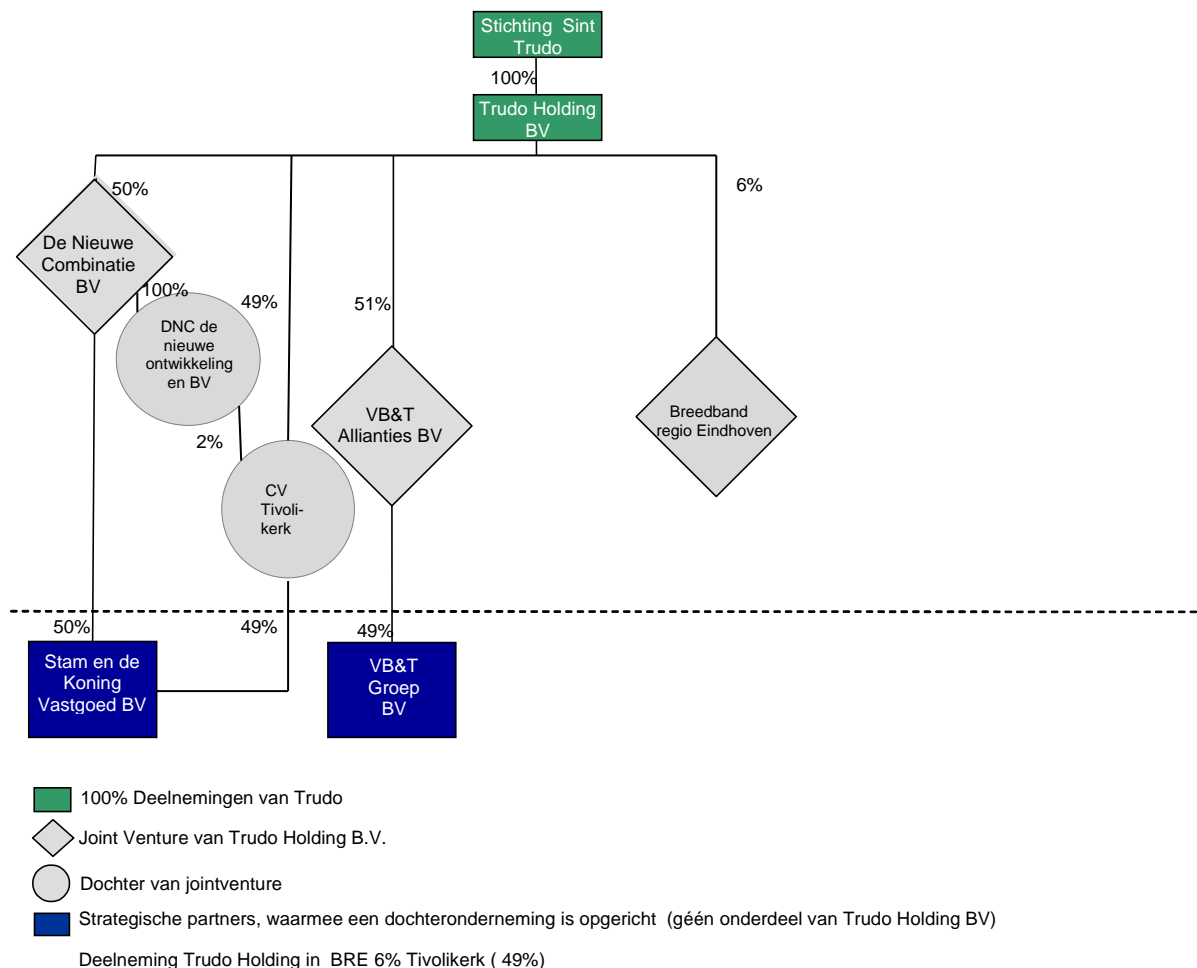 Stichting Sint
Trudo
100%
Trudo Holding
BV
50%
6%
De Nieuwe
Combinatie
BV
100%
49%
51%
DNC de
nieuwe
ontwikkeling
en BV
VB&T
Allianties BV
Breedband
regio Eindhoven
2%
CV
Tivoli-
kerk
50%
49%
49%
Stam en de
Koning
Vastgoed BV
VB&T
Groep
BV
100% Deelnemingen van Trudo
Joint Venture van Trudo Holding B.V.
Dochter van jointventure
Strategische partners, waarmee een dochteronderneming is opgericht (géén onderdeel van Trudo Holding BV)
Deelneming Trudo Holding in BRE 6% Tivolikerk ( 49%)